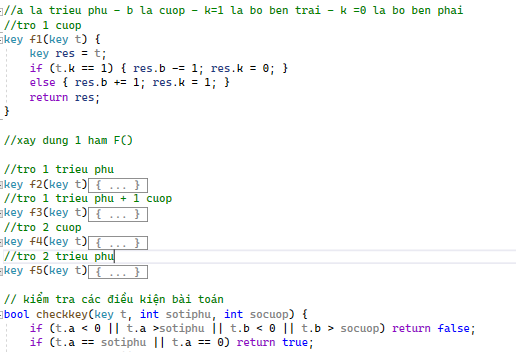 //a la trieu phu - b la cuop - k=1 la bo ben trai - k =0 la bo ben phai
//tro 1 cuop
key f1(key t) {
key res = t;
if (t.k == 1) { res.b -= 1; res.k = 0; }
else { res.b += 1; res.k = 1; }
return res;
}
//xay dung 1 ham F()
//tro 1 trieu phu
key f2(key t){ ... }
//tro 1 trieu phu + 1 cuop
key f3(key t){ ... }
//tro 2 cuop
key f4(key t){ ... }
//tro 2 trieu phu
key f5(key t){ ... }
// kiểm tra các điều kiện bài toán
bool checkkey(key t, int sotiphu, int socuop) {
if (t.a < 0 || t.a >sotiphu || t.b < 0 || t.b > socuop) return false;
if (t.a == sotiphu || t.a == 0) return true;